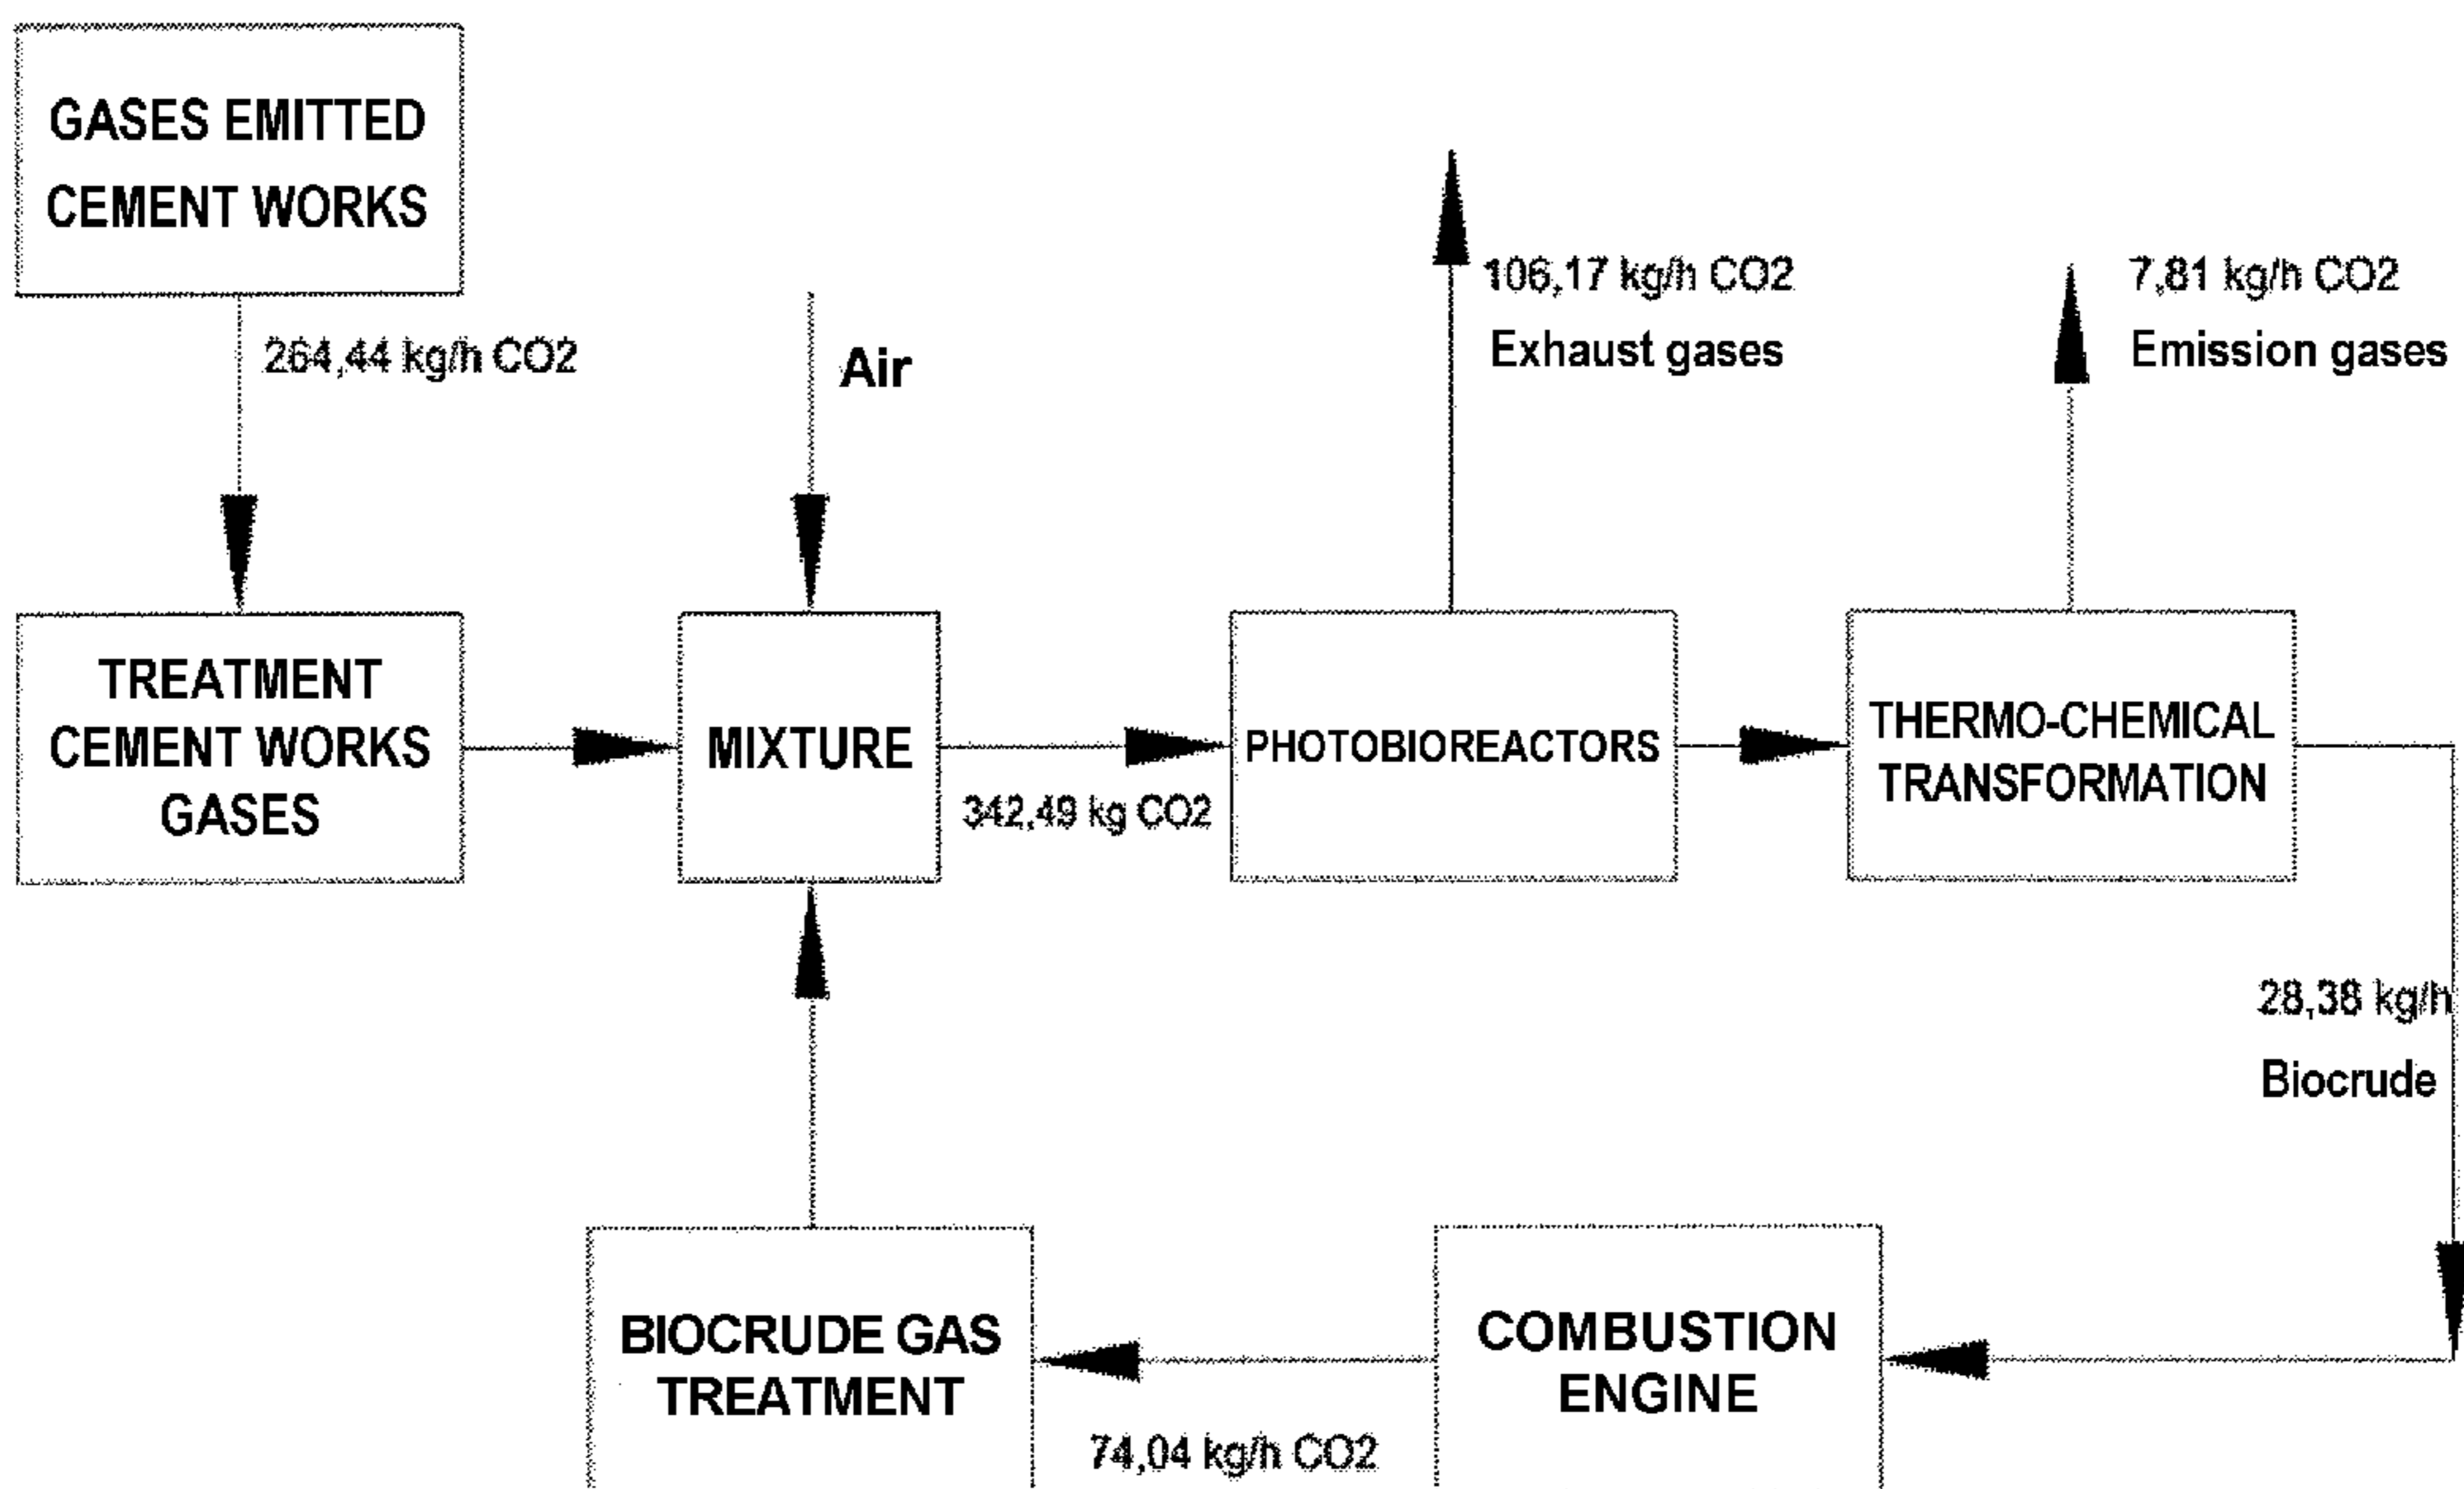 GASES EMITTED
CEMENT WORKS
264,44 kg/h CO2
Air
106,17 kg/h CO2
Exhaust gases
7,81 kg/h CO2
Emission gases
TREATMENT
CEMENT WORKS
GASES
MIXTURE
342,49 kg CO2
PHOTOBIOREACTORS
THERMO-CHEMICAL
TRANSFORMATION
28,38 kg/h
Biocrude
BIOCRUDE GAS
TREATMENT
74,04 kg/h CO2
COMBUSTION
ENGINE